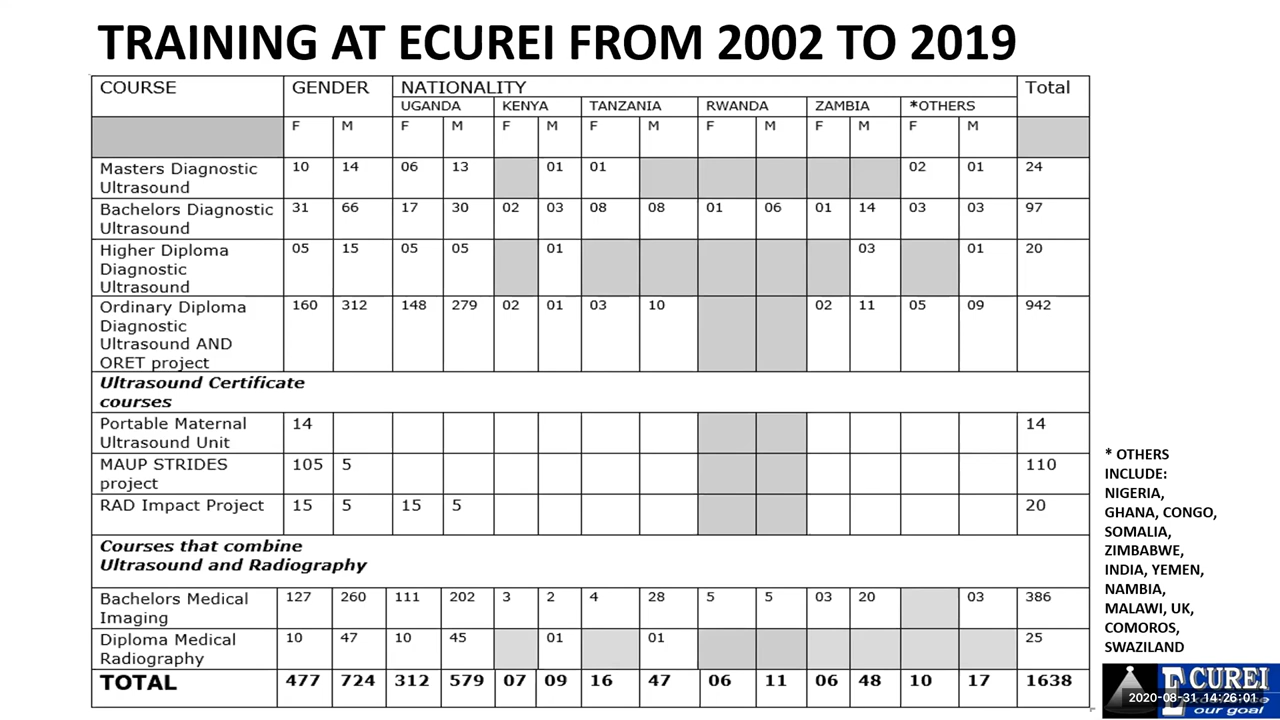 TRAINING AT ECUREI FROM 2002 TO 2019
COURSE GENDER NATIONALITY Total
UGANDA KENYA TANZANIA RWANDA ZAMBIA *OTHERS
F M F M F M F M F M F M F M
Masters Diagnostic 10 14 06 13 01 01 02 01 24
Ultrasound
Bachelors Diagnostic 31 66 17 30 02 03 08 08 01 06 01 14 03 03 97
Ultrasound
Higher Diploma 05 15 05 05 01 03 01 20
Diagnostic
Ultrasound
Ordinary Diploma 160 312 148 279 02 01 03 10 02 11 05 09 942
Diagnostic
Ultrasound AND
ORET project
Ultrasound Certificate
courses
Portable Maternal 14 14
Ultrasound Unit
MAUP STRIDES 105 5 110
project
RAD Impact Project 15 5 15 5 20
Courses that combine
Ultrasound and Radiography
Bachelors Medical 127 260 111 202 3 2 4 28 5 5 03 20 03 386
Imaging
Diploma Medical 10 47 10 45 01 01 25
Radiography
TOTAL 477 724 312 579 07 09 16 47 06 11 06 48 10 17 1638
* OTHERS
INCLUDE:
NIGERIA,
GHANA, CONGO,
SOMALIA,
ZIMBABWE,
INDIA, YEMEN,
NAMBIA,
MALAWI, UK,
COMOROS,
SWAZILAND
ECUREI
2020-08-31 14:26:01
our goal